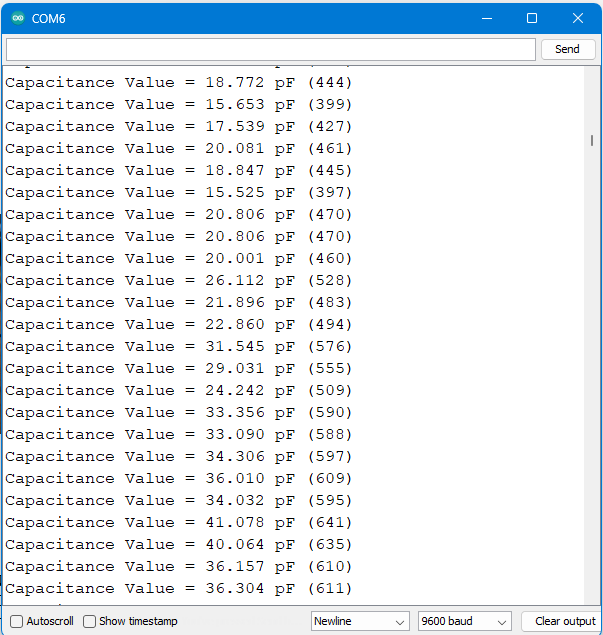 COM6
Send
Capacitance Value = 18.772 pF (444)
Capacitance Value = 15.653 pF (399)
Capacitance Value = 17.539 pF (427)
Capacitance Value = 20.081 pF (461)
Capacitance Value = 18.847 pF (445)
Capacitance Value = 15.525 pF (397)
Capacitance Value = 20.806 pF (470)
Capacitance Value = 20.806 pF (470)
Capacitance Value = 20.001 pF (460)
Capacitance Value = 26.112 pF (528)
Capacitance Value = 21.896 pF (483)
Capacitance Value = 22.860 pF (494)
Capacitance Value = 31.545 pF (576)
Capacitance Value = 29.031 pF (555)
Capacitance Value = 24.242 pF (509)
Capacitance Value = 33.356 pF (590)
Capacitance Value = 33.090 pF (588)
Capacitance Value = 34.306 pF (597)
Capacitance Value = 36.010 pF (609)
Capacitance Value = 34.032 pF (595)
Capacitance Value = 41.078 pF (641)
Capacitance Value = 40.064 pF (635)
Capacitance Value = 36.157 pF (610)
Capacitance Value = 36.304 pF (611)
Autoscroll Show timestamp Newline 9600 baud Clear output